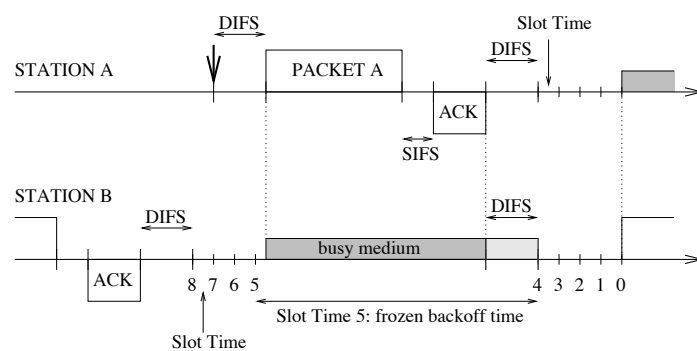 Slot Time
DIFS
DIFS
STATION A
PACKET A
ACK
SIFS
STATION B
DIFS
DIFS
busy medium
ACK
8 7 6 5 4 3 2 1 0
Slot Time 5: frozen backoff time
Slot Time